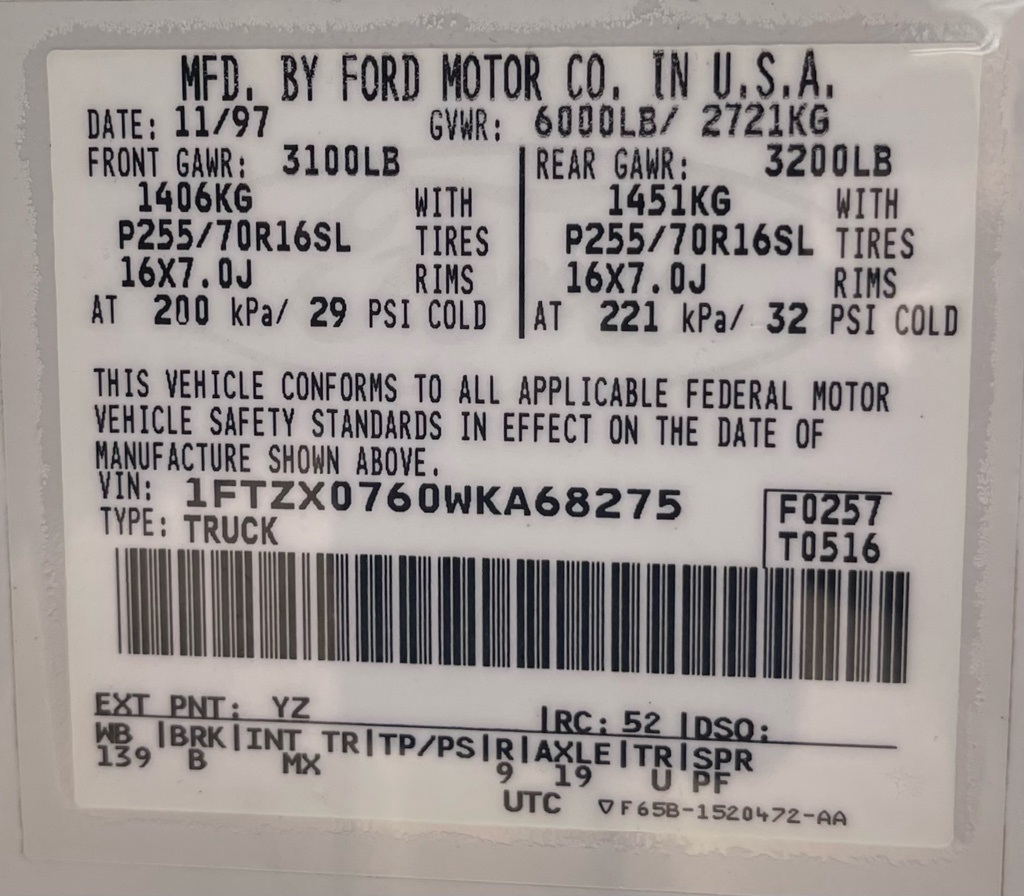 MFD. BY FORD MOTOR CO. IN U.S.A.
DATE: 11/97 GVWR: 6000LB/ 2721KG
FRONT GAWR: 3100LB REAR GAWR: 3200LB
1406KG WITH 1451KG WITH
P255/70R16SL TIRES P255/70R16SL TIRES
16X7.0J RIMS 16X7.0J RIMS
AT 200 kPa/ 29 PSI COLD AT 221 kPa/ 32 PSI COLD
THIS VEHICLE CONFORMS TO ALL APPLICABLE FEDERAL MOTOR
VEHICLE SAFETY STANDARDS IN EFFECT ON THE DATE OF
MANUFACTURE SHOWN ABOVE.
VIN: 1FTZX0760WKA68275 F0257
TYPE: TRUCK T0516
EXT PNT: YZ |RC: 52 |DSO:
WB |BRK|INT TR|TP/PS|R|AXLE|TR|SPR
139 B MX 9 19 U PF
UTC ▽F65B-1520472-AA